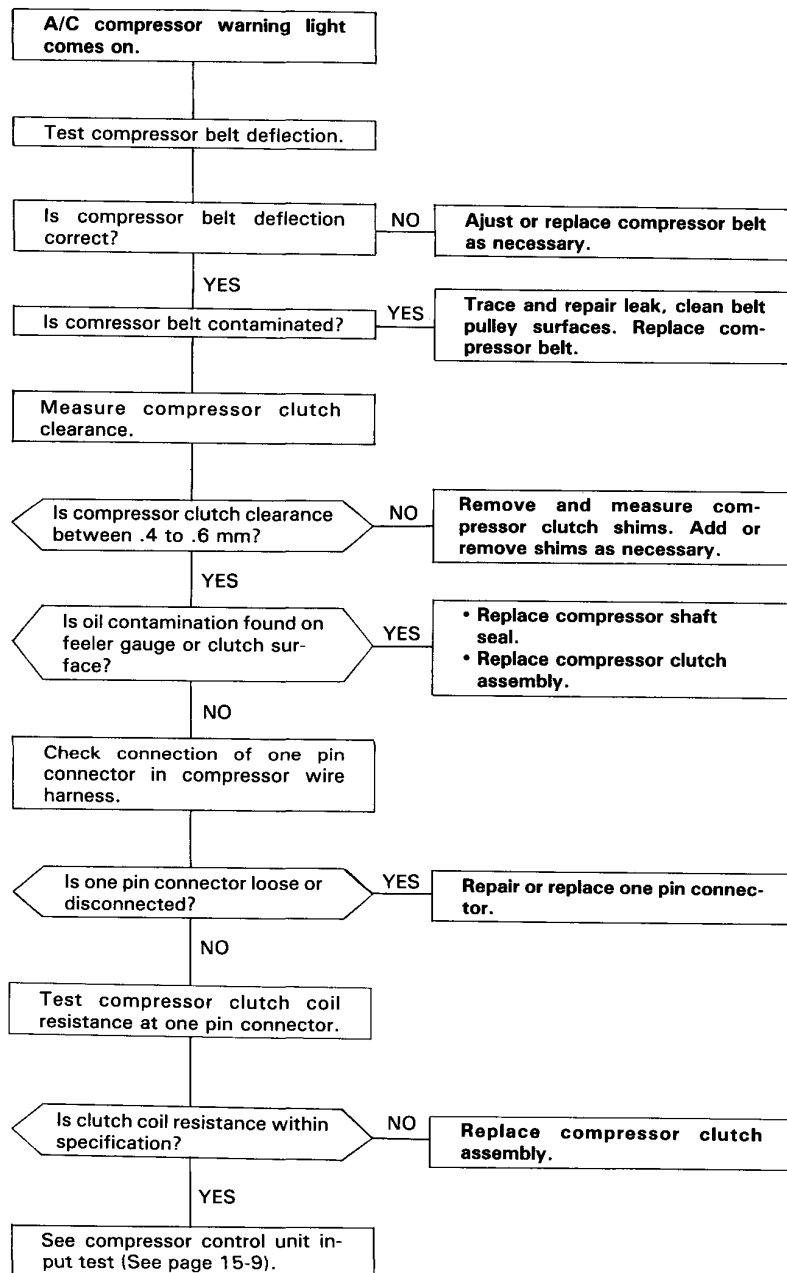 A/C compressor warning light
comes on.
Test compressor belt deflection.
Is compressor belt deflection
correct?
NO
Ajust or replace compressor belt
as necessary.
YES
Is comressor belt contaminated?
YES
Trace and repair leak, clean belt
pulley surfaces. Replace com-
pressor belt.
Measure compressor clutch
clearance.
Is compressor clutch clearance
between .4 to .6 mm?
NO
Remove and measure com-
pressor clutch shims. Add or
remove shims as necessary.
YES
Is oil contamination found on
feeler gauge or clutch sur-
face?
YES
• Replace compressor shaft
seal.
• Replace compressor clutch
assembly.
NO
Check connection of one pin
connector in compressor wire
harness.
Is one pin connector loose or
disconnected?
YES
Repair or replace one pin connec-
tor.
NO
Test compressor clutch coil
resistance at one pin connector.
Is clutch coil resistance within
specification?
NO
Replace compressor clutch
assembly.
YES
See compressor control unit in-
put test (See page 15-9).